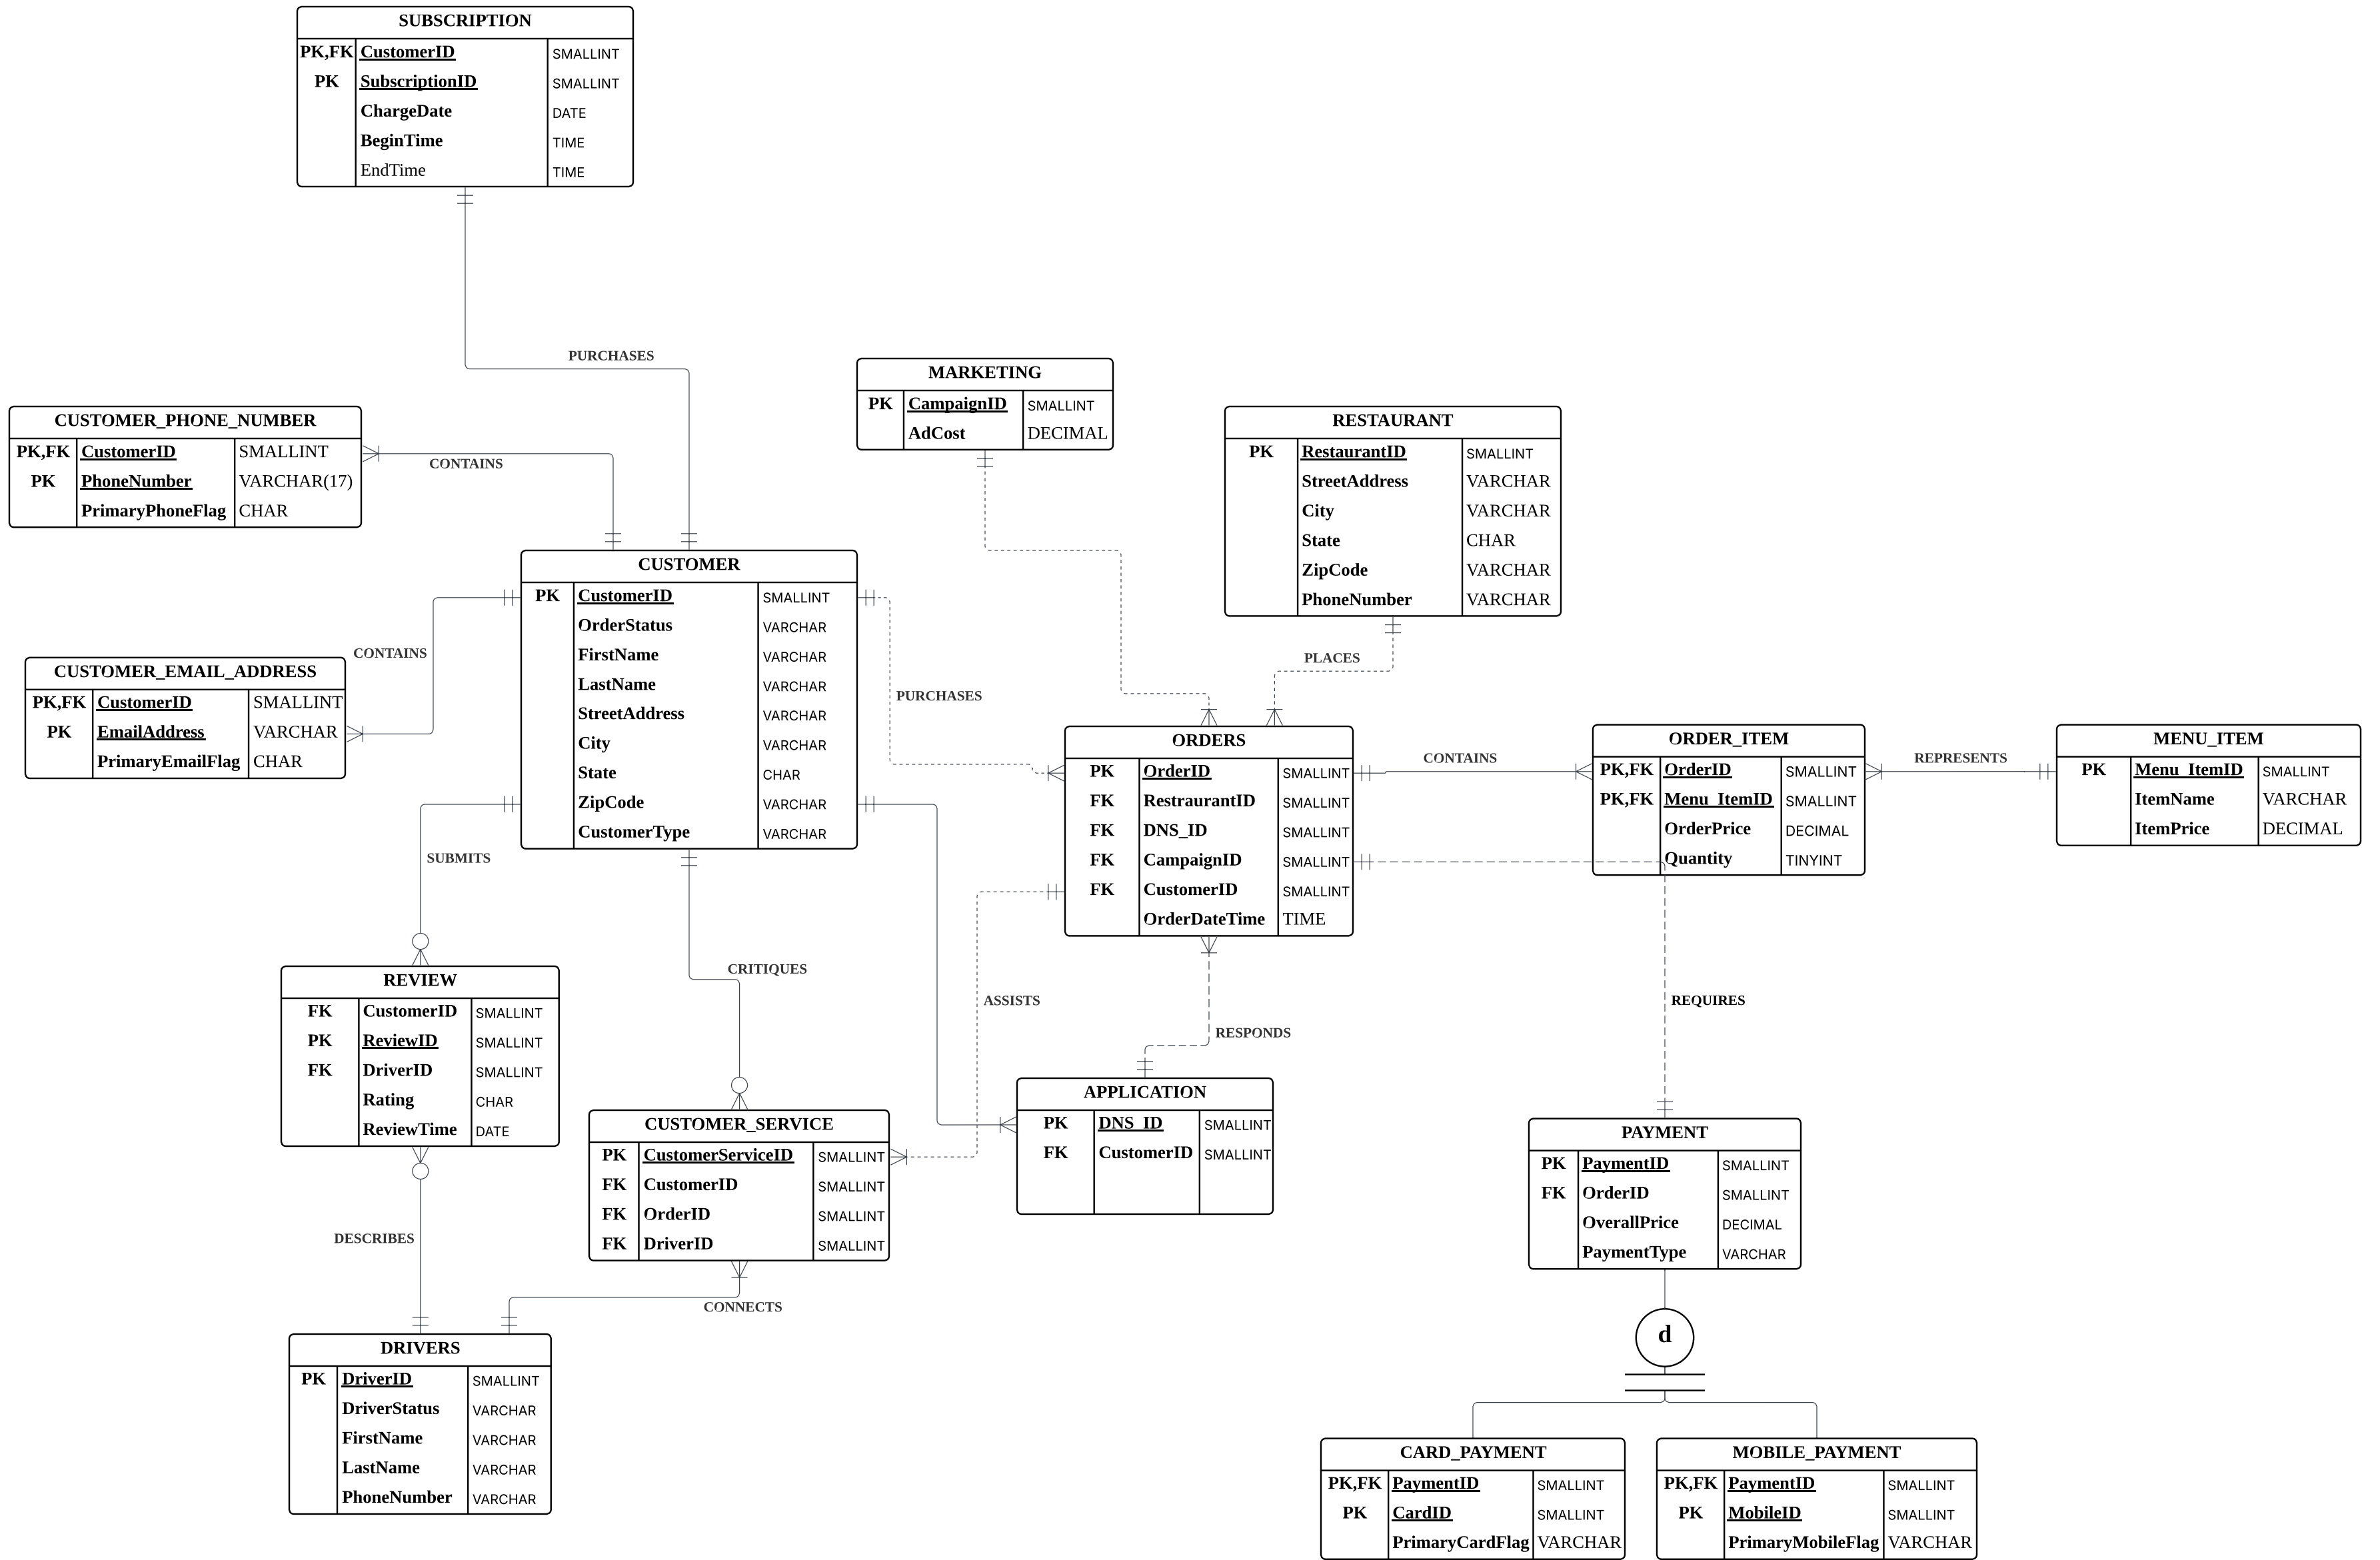 SUBSCRIPTION
PK,FK CustomerID SMALLINT
PK SubscriptionID SMALLINT
ChargeDate DATE
BeginTime TIME
EndTime TIME
PURCHASES
CUSTOMER_PHONE_NUMBER
PK,FK CustomerID SMALLINT
PK PhoneNumber VARCHAR(17)
PrimaryPhoneFlag CHAR
CONTAINS
MARKETING
PK CampaignID SMALLINT
AdCost DECIMAL
RESTAURANT
PK RestaurantID SMALLINT
StreetAddress VARCHAR
City VARCHAR
State CHAR
ZipCode VARCHAR
PhoneNumber VARCHAR
PLACES
CUSTOMER
PK CustomerID SMALLINT
OrderStatus VARCHAR
FirstName VARCHAR
LastName VARCHAR
StreetAddress VARCHAR
City VARCHAR
State CHAR
ZipCode VARCHAR
CustomerType VARCHAR
CONTAINS
CUSTOMER_EMAIL_ADDRESS
PK,FK CustomerID SMALLINT
PK EmailAddress VARCHAR
PrimaryEmailFlag CHAR
PURCHASES
ORDERS
PK OrderID SMALLINT
FK RestraurantID SMALLINT
FK DNS_ID SMALLINT
FK CampaignID SMALLINT
FK CustomerID SMALLINT
OrderDateTime TIME
CONTAINS
ORDER_ITEM
PK,FK OrderID SMALLINT
PK,FK Menu_ItemID SMALLINT
OrderPrice DECIMAL
Quantity TINYINT
REPRESENTS
MENU_ITEM
PK Menu_ItemID SMALLINT
ItemName VARCHAR
ItemPrice DECIMAL
SUBMITS
REVIEW
FK CustomerID SMALLINT
PK ReviewID SMALLINT
FK DriverID SMALLINT
Rating CHAR
ReviewTime DATE
CRITIQUES
ASSISTS
RESPONDS
REQUIRES
CUSTOMER_SERVICE
PK CustomerServiceID SMALLINT
FK CustomerID SMALLINT
FK OrderID SMALLINT
FK DriverID SMALLINT
APPLICATION
PK DNS_ID SMALLINT
FK CustomerID SMALLINT
PAYMENT
PK PaymentID SMALLINT
FK OrderID SMALLINT
OverallPrice DECIMAL
PaymentType VARCHAR
DESCRIBES
CONNECTS
d
DRIVERS
PK DriverID SMALLINT
DriverStatus VARCHAR
FirstName VARCHAR
LastName VARCHAR
PhoneNumber VARCHAR
CARD_PAYMENT
PK,FK PaymentID SMALLINT
PK CardID SMALLINT
PrimaryCardFlag VARCHAR
MOBILE_PAYMENT
PK,FK PaymentID SMALLINT
PK MobileID SMALLINT
PrimaryMobileFlag VARCHAR